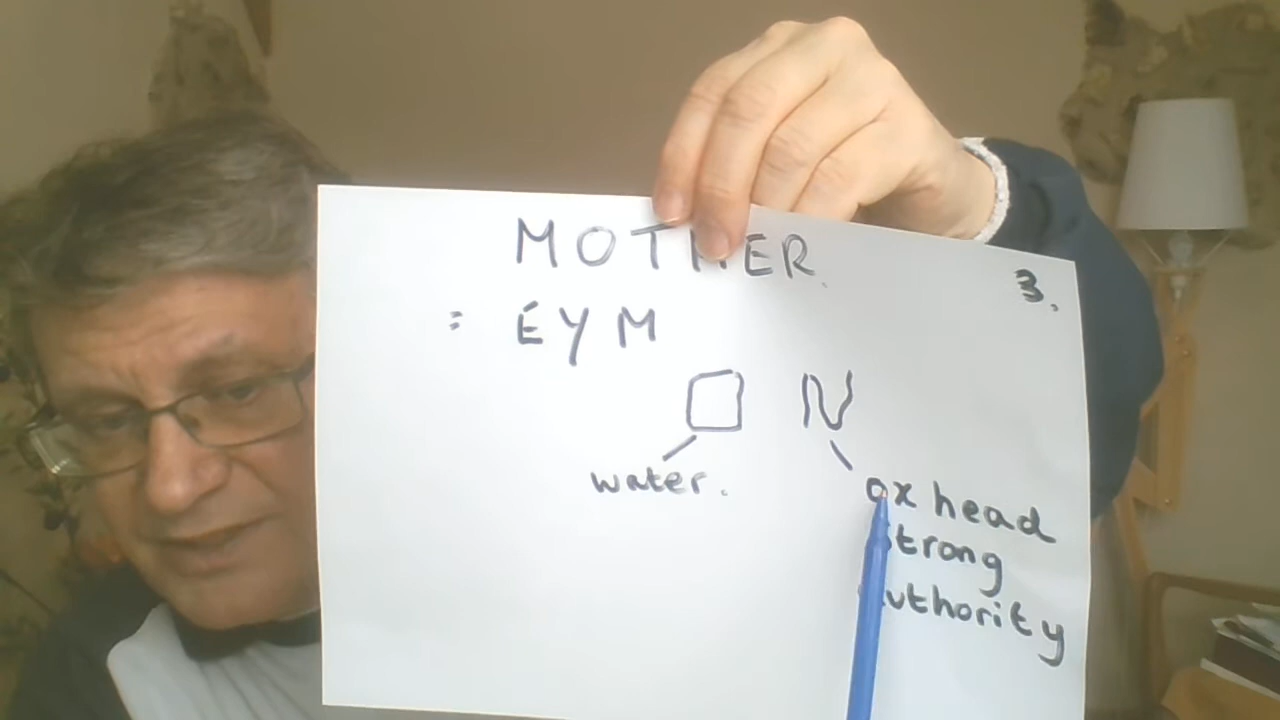 MOTHER.
3.
= EYM
ם א
water.
ox head
strong
authority